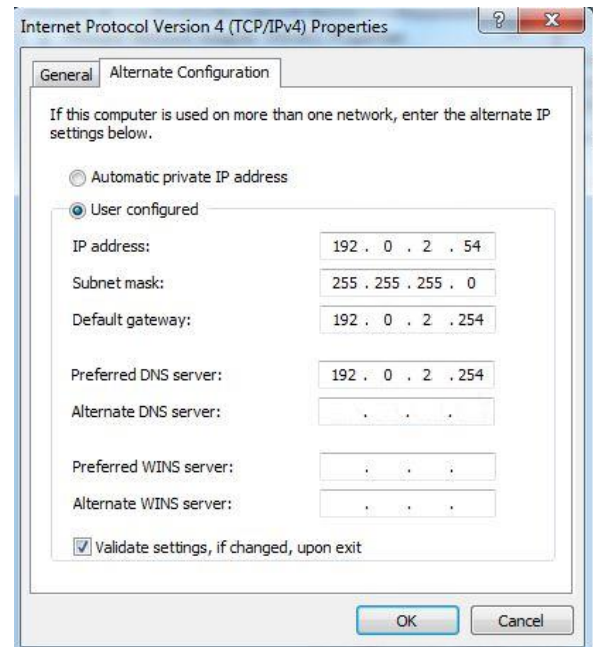 Internet Protocol Version 4 (TCP/IPv4) Properties
General Alternate Configuration
If this computer is used on more than one network, enter the alternate IP
settings below.
Automatic private IP address
User configured
IP address: 192 . 0 . 2 . 54
Subnet mask: 255 . 255 . 255 . 0
Default gateway: 192 . 0 . 2 . 254
Preferred DNS server: 192 . 0 . 2 . 254
Alternate DNS server: . . .
Preferred WINS server: . . .
Alternate WINS server: . . .
Validate settings, if changed, upon exit
OK Cancel